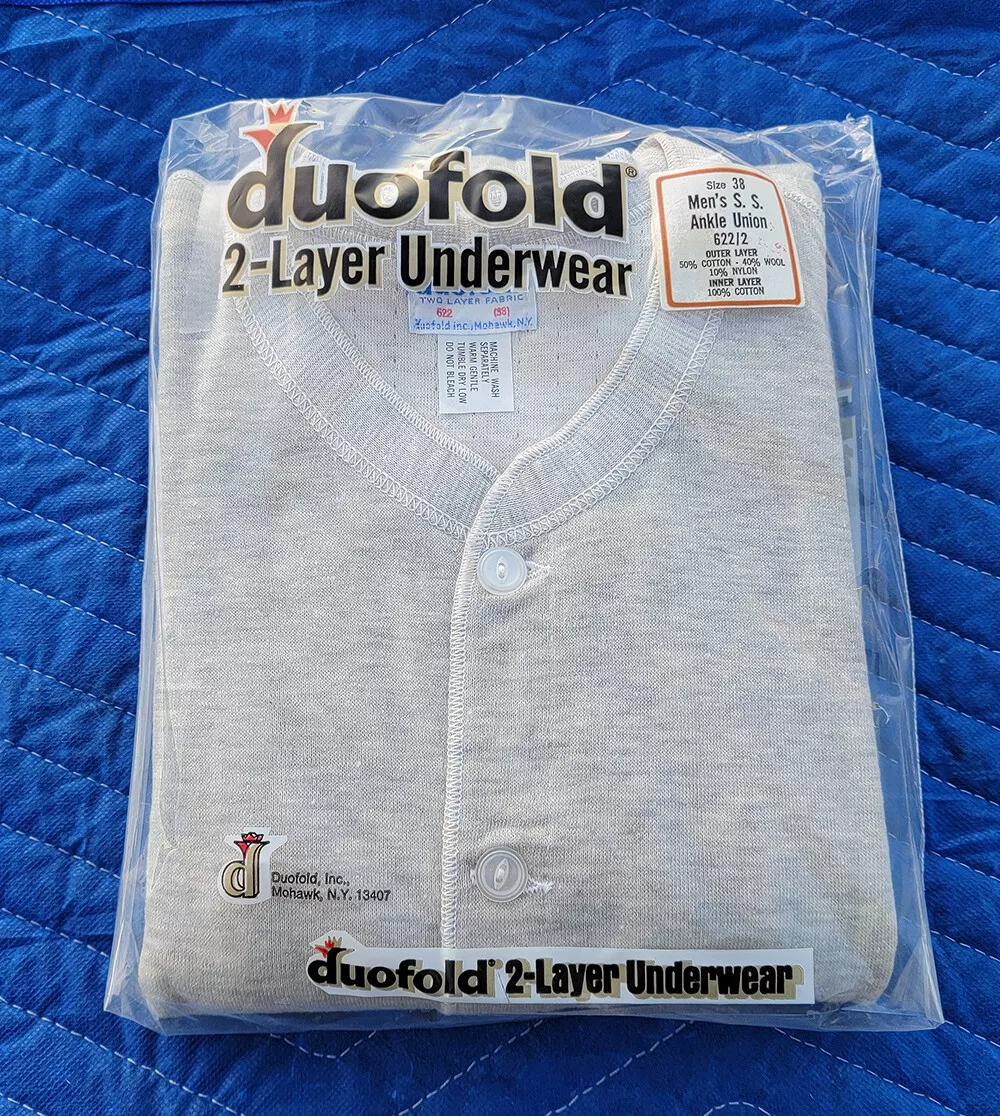 duofold®
2-Layer Underwear
Size 38
Men's S. S.
Ankle Union
622/2
OUTER LAYER
50% COTTON - 40% WOOL
10% NYLON
INNER LAYER
100% COTTON
TWO LAYER FABRIC
622 (38)
duofold inc., Mohawk, N.Y.
MACHINE WASH
SEPARATELY
WARM GENTLE
TUMBLE DRY LOW
DO NOT BLEACH
d
Duofold, Inc.,
Mohawk, N.Y. 13407
duofold® 2-Layer Underwear